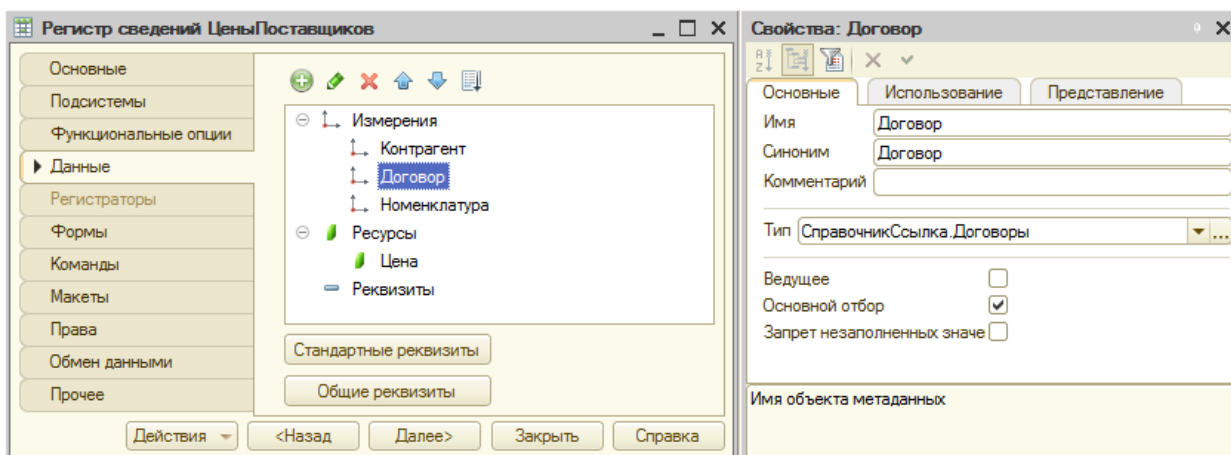 Регистр сведений ЦеныПоставщиков
Основные
Подсистемы
Функциональные опции
Данные
Регистраторы
Формы
Команды
Макеты
Права
Обмен данными
Прочее
Измерения
Контрагент
Договор
Номенклатура
Ресурсы
Цена
Реквизиты
Стандартные реквизиты
Общие реквизиты
Действия
<Назад
Далее>
Закрыть
Справка
Свойства: Договор
Основные Использование Представление
Имя Договор
Синоним Договор
Комментарий
Тип СправочникСсылка.Договоры ...
Ведущее
Основной отбор
Запрет незаполненных значе
Имя объекта метаданных